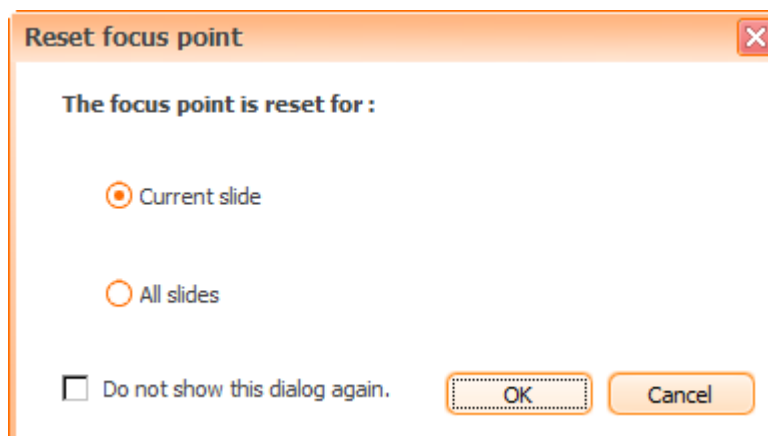 Reset focus point
The focus point is reset for :
Current slide
All slides
Do not show this dialog again.
OK
Cancel